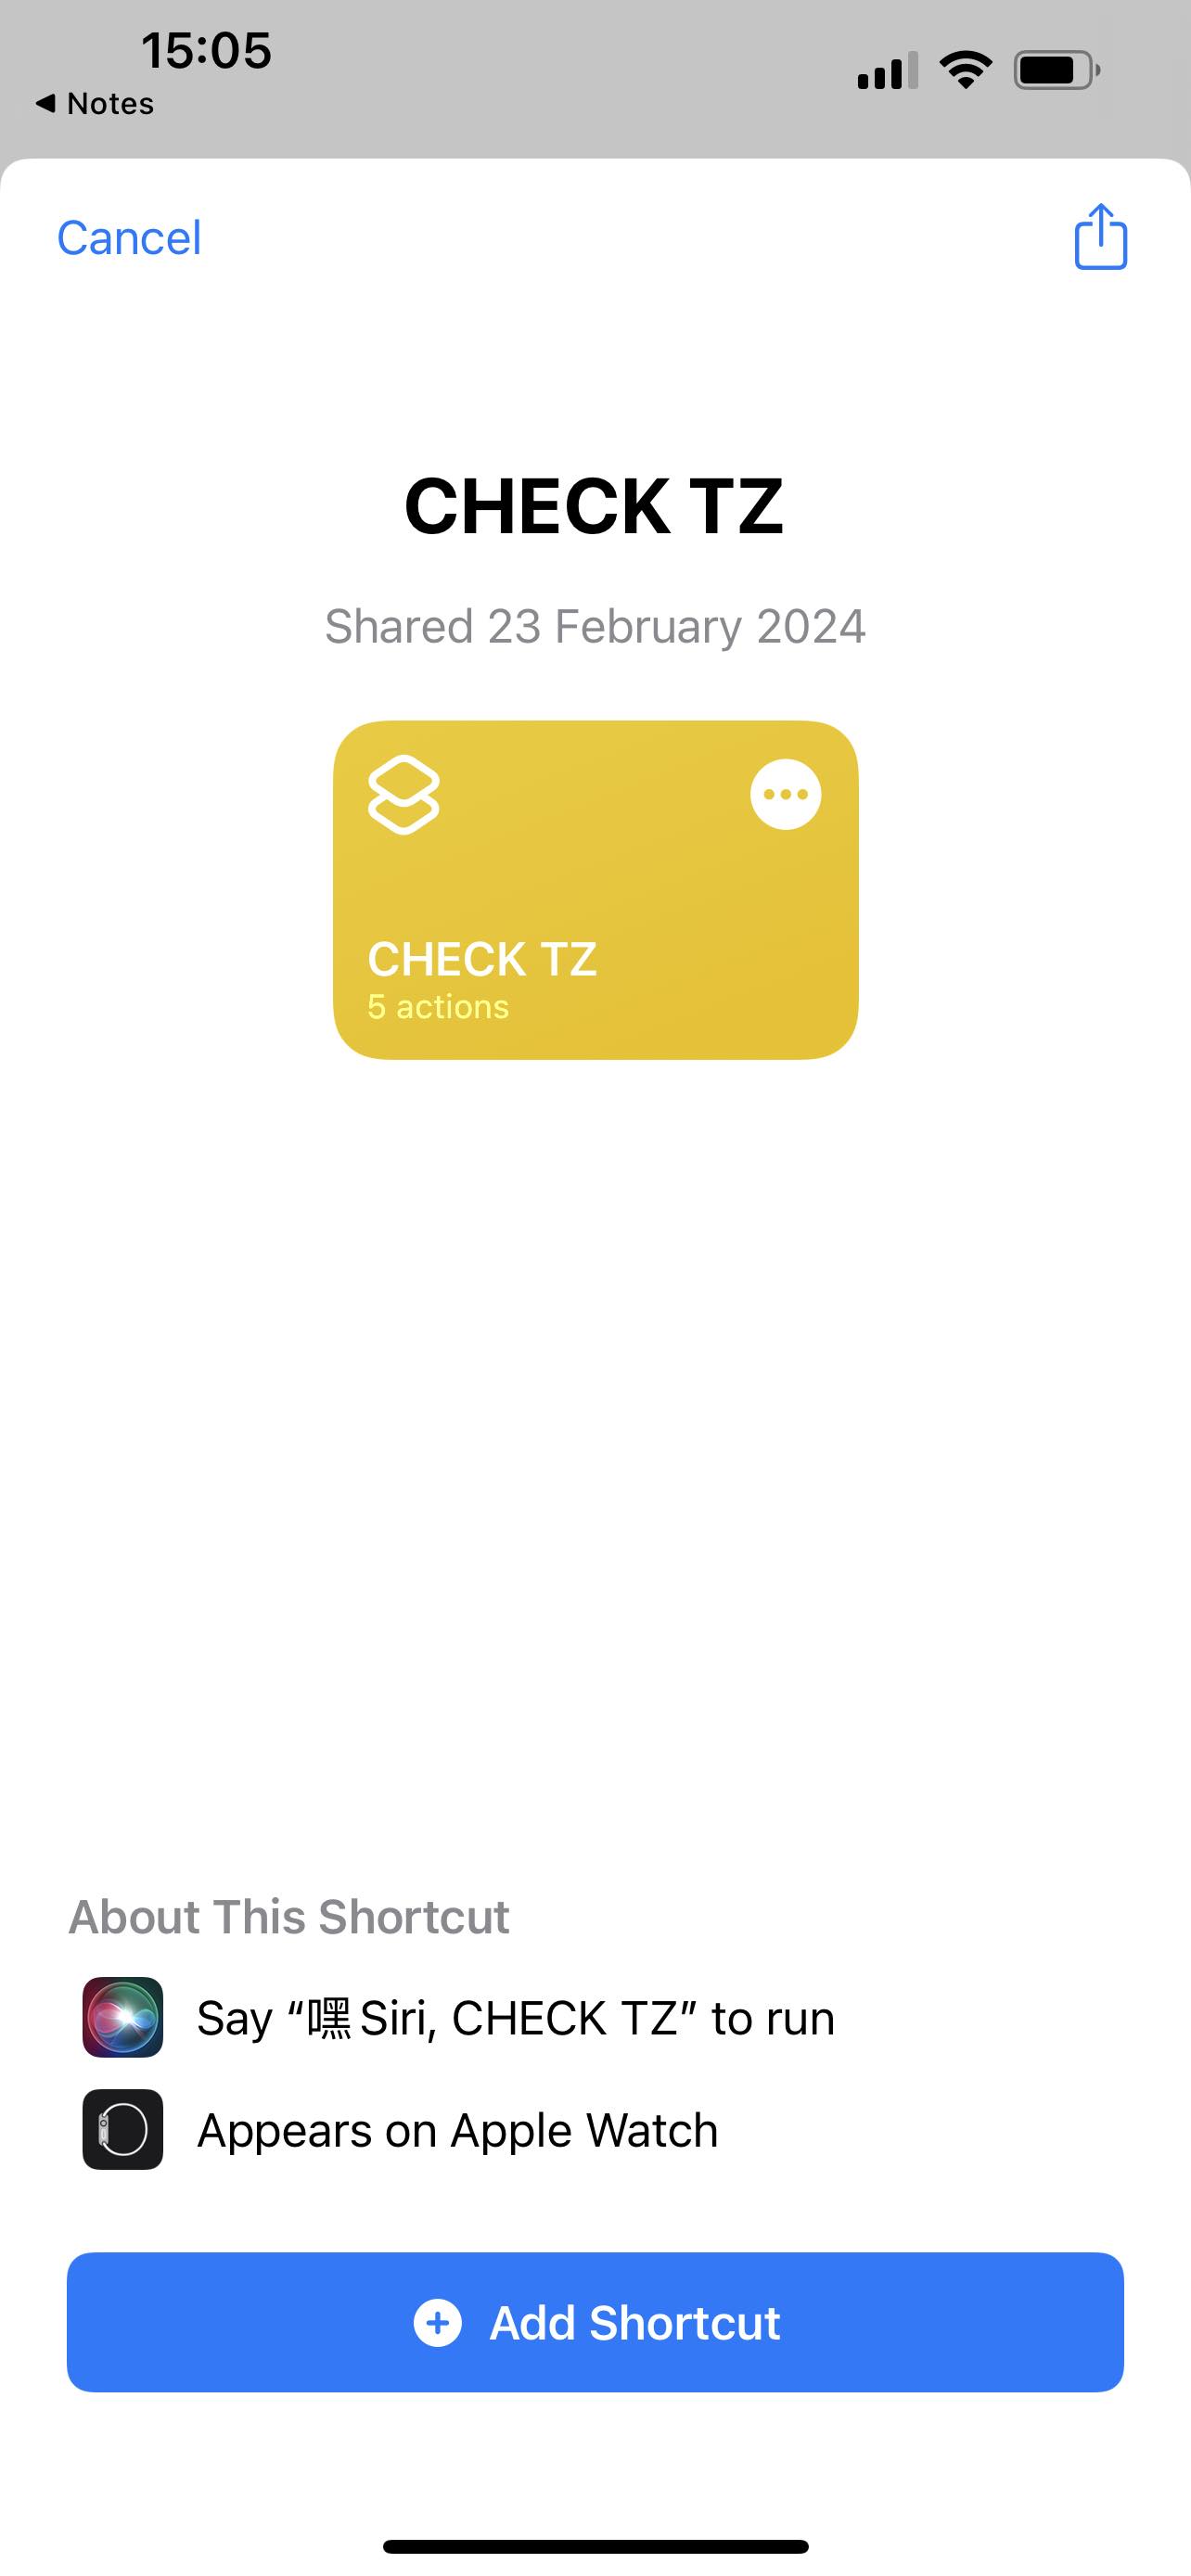 15:05
◀ Notes
Cancel
CHECK TZ
Shared 23 February 2024
CHECK TZ
5 actions
About This Shortcut
Say “嘿 Siri, CHECK TZ” to run
Appears on Apple Watch
Add Shortcut